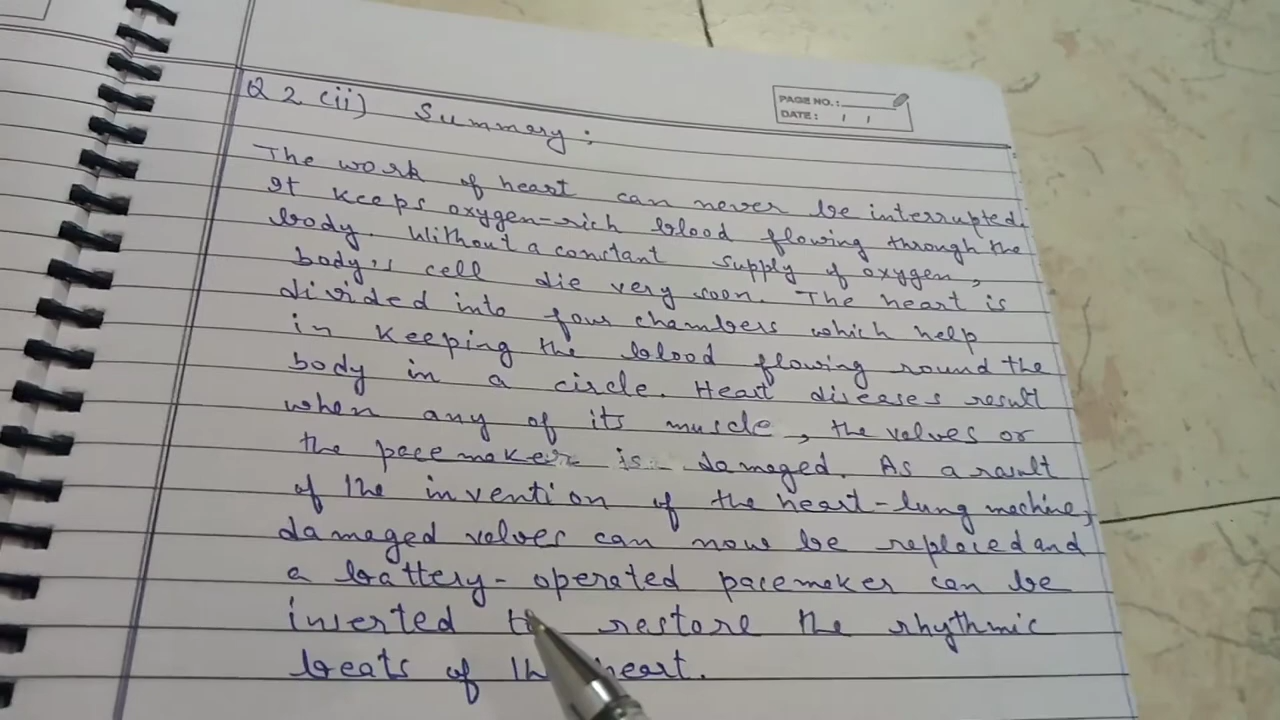 Q 2 (ii) Summary :
PAGE NO. :
DATE : / /
The work of heart can never be interrupted.
It keeps oxygen-rich blood flowing through the
body. Without a constant supply of oxygen,
body's cell die very soon. The heart is
divided into four chambers which help
in keeping the blood flowing round the
body in a circle. Heart diseases result
when any of its muscle, the valves or
the pacemaker is damaged. As a result
of the invention of the heart-lung machine,
damaged valves can now be replaced and
a battery-operated pacemaker can be
inserted to restore the rhythmic
beats of the heart.